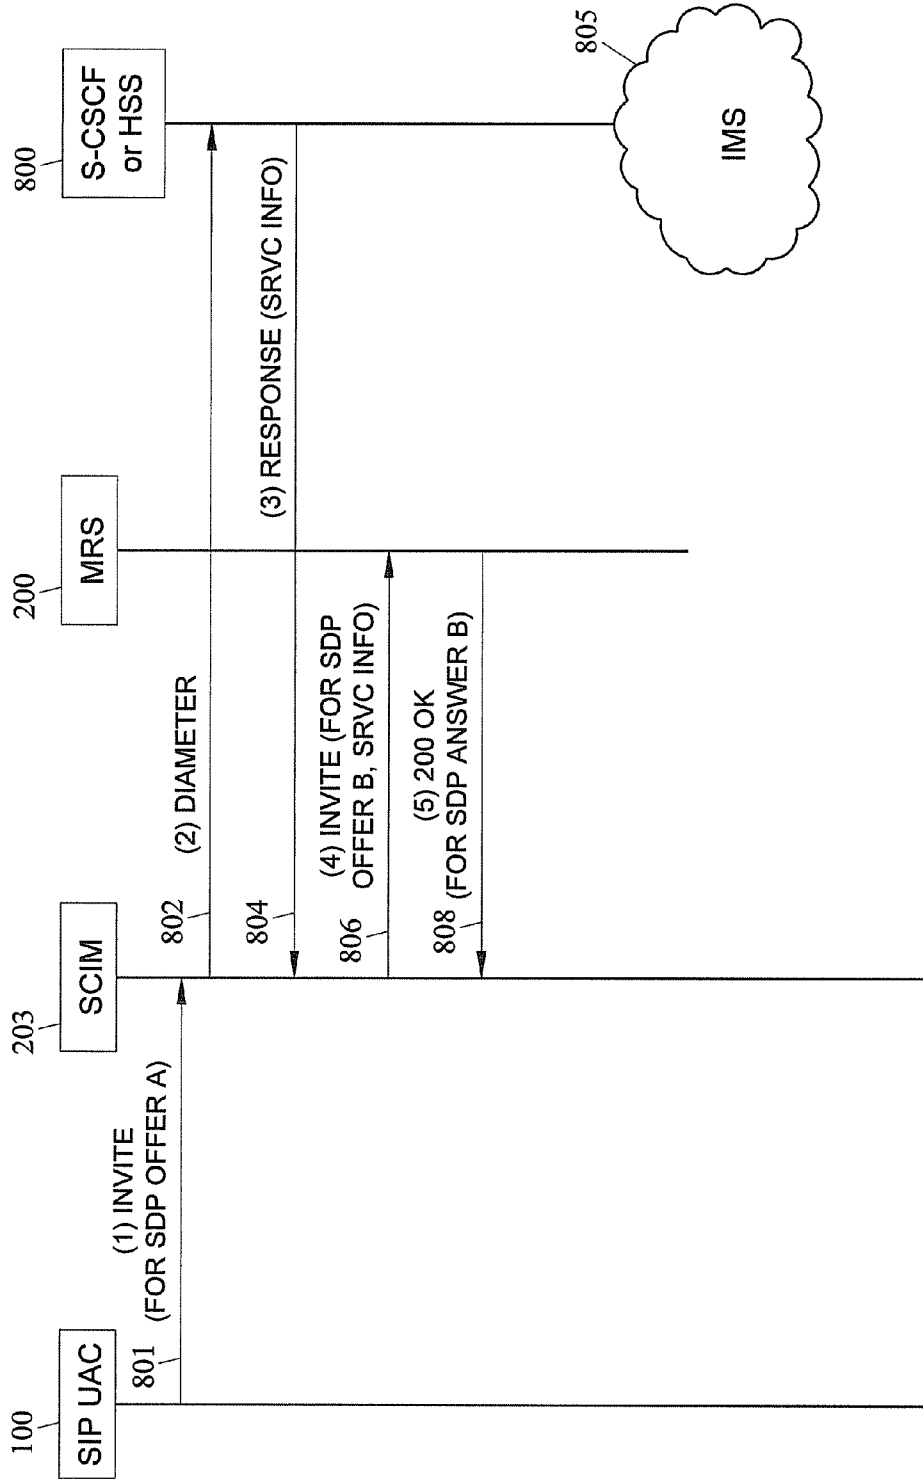 100
SIP UAC
203
SCIM
200
MRS
800
S-CSCF
or HSS
(1) INVITE
(FOR SDP OFFER A)
801
(2) DIAMETER
802
(3) RESPONSE (SRVC INFO)
804
(4) INVITE (FOR SDP
OFFER B, SRVC INFO)
806
(5) 200 OK
(FOR SDP ANSWER B)
808
805
IMS